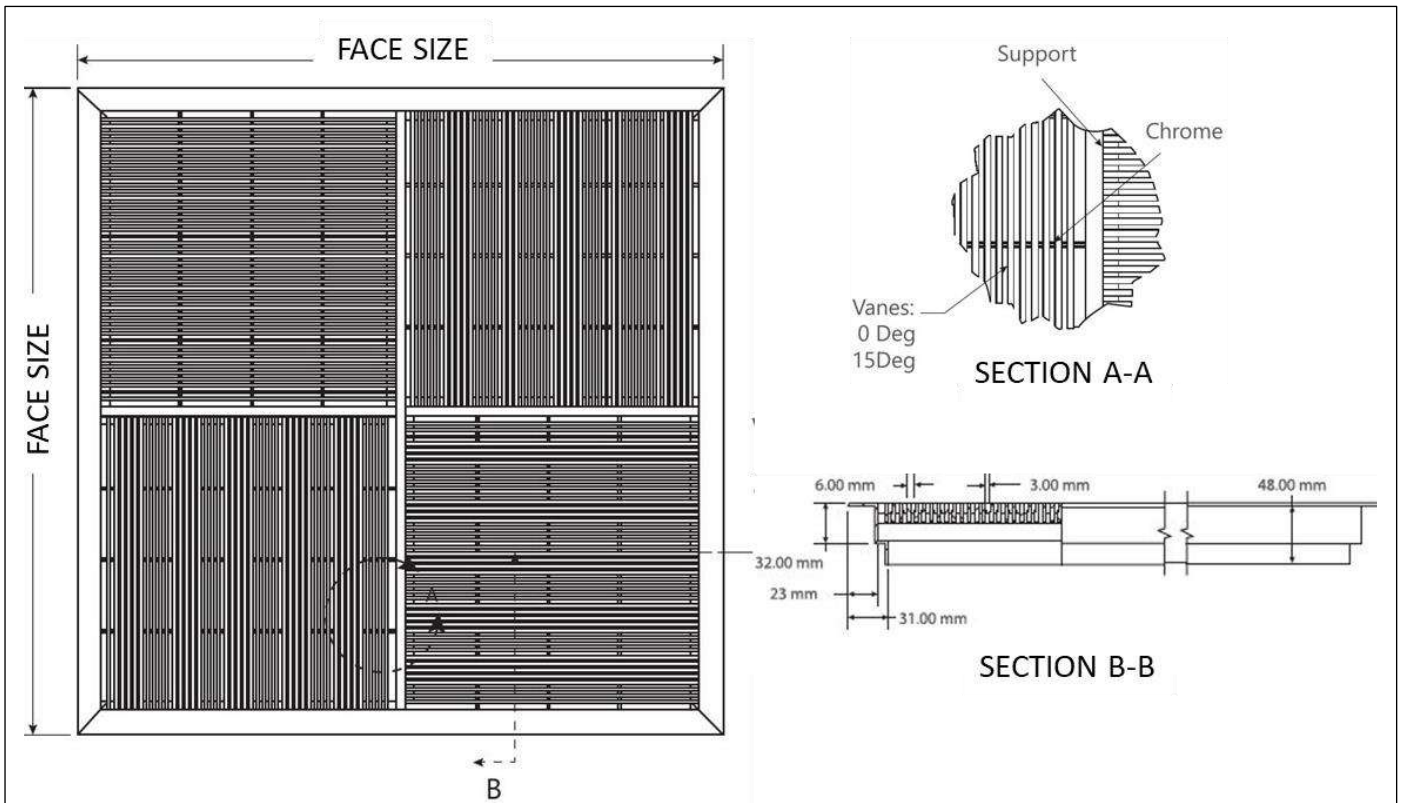 FACE SIZE
FACE SIZE
A
B
Support
Chrome
Vanes:
0 Deg
15Deg
SECTION A-A
6.00 mm
3.00 mm
48.00 mm
32.00 mm
23 mm
31.00 mm
SECTION B-B